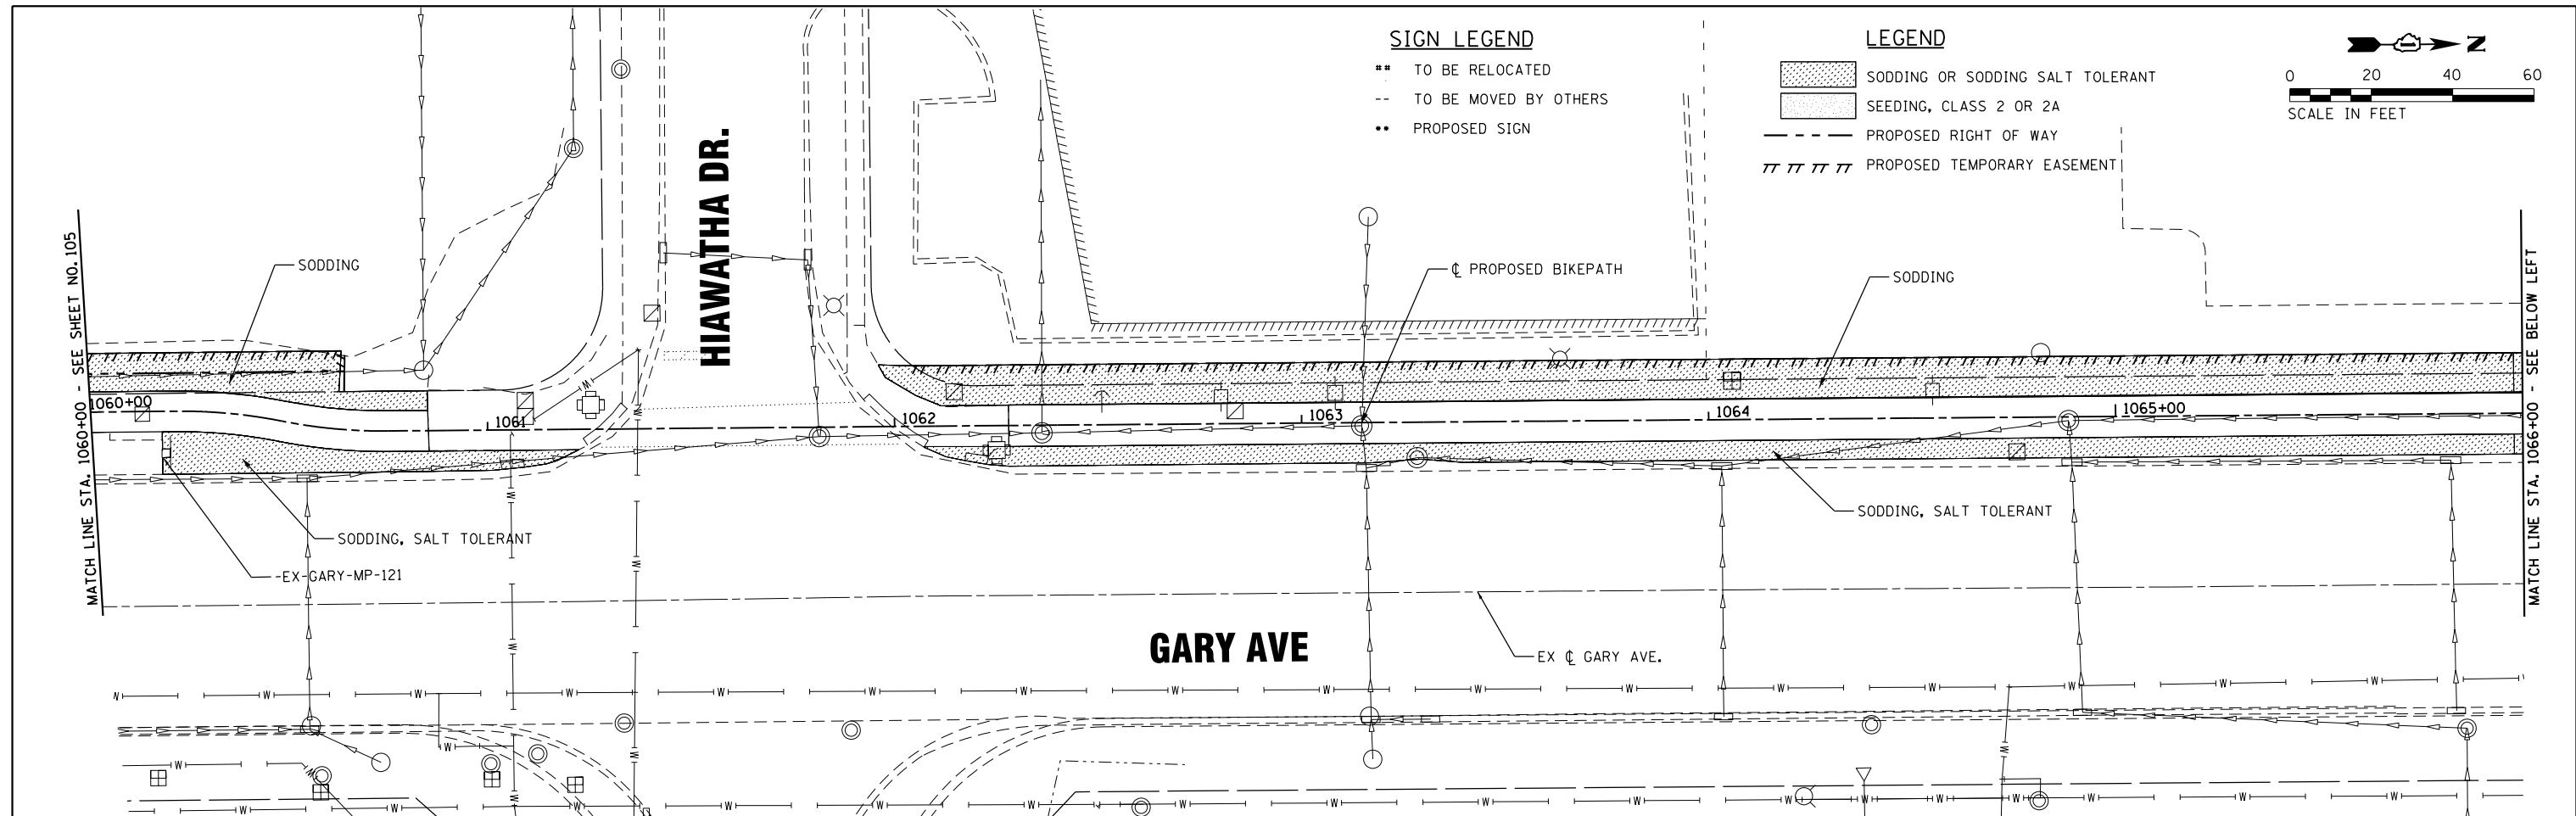 SIGN LEGEND
## TO BE RELOCATED
-- TO BE MOVED BY OTHERS
** PROPOSED SIGN
LEGEND
SODDING OR SODDING SALT TOLERANT
SEEDING, CLASS 2 OR 2A
PROPOSED RIGHT OF WAY
PROPOSED TEMPORARY EASEMENT
N
0 20 40 60
SCALE IN FEET
MATCH LINE STA. 1060+00 - SEE SHEET NO. 105
SODDING
HIAWATHA DR.
℄ PROPOSED BIKEPATH
SODDING
MATCH LINE STA. 1066+00 - SEE BELOW LEFT
1060+00
1061
1062
1063
1064
1065+00
SODDING, SALT TOLERANT
-EX-GARY-MP-121
SODDING, SALT TOLERANT
GARY AVE
EX ℄ GARY AVE.
W W W W W W W W W W W W W W W